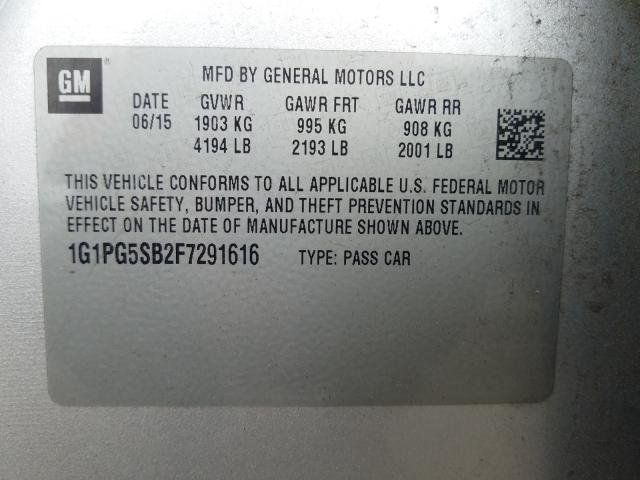 GM
MFD BY GENERAL MOTORS LLC
DATE GVWR GAWR FRT GAWR RR
06/15 1903 KG 995 KG 908 KG
4194 LB 2193 LB 2001 LB
THIS VEHICLE CONFORMS TO ALL APPLICABLE U.S. FEDERAL MOTOR
VEHICLE SAFETY, BUMPER, AND THEFT PREVENTION STANDARDS IN
EFFECT ON THE DATE OF MANUFACTURE SHOWN ABOVE.
1G1PG5SB2F7291616 TYPE: PASS CAR